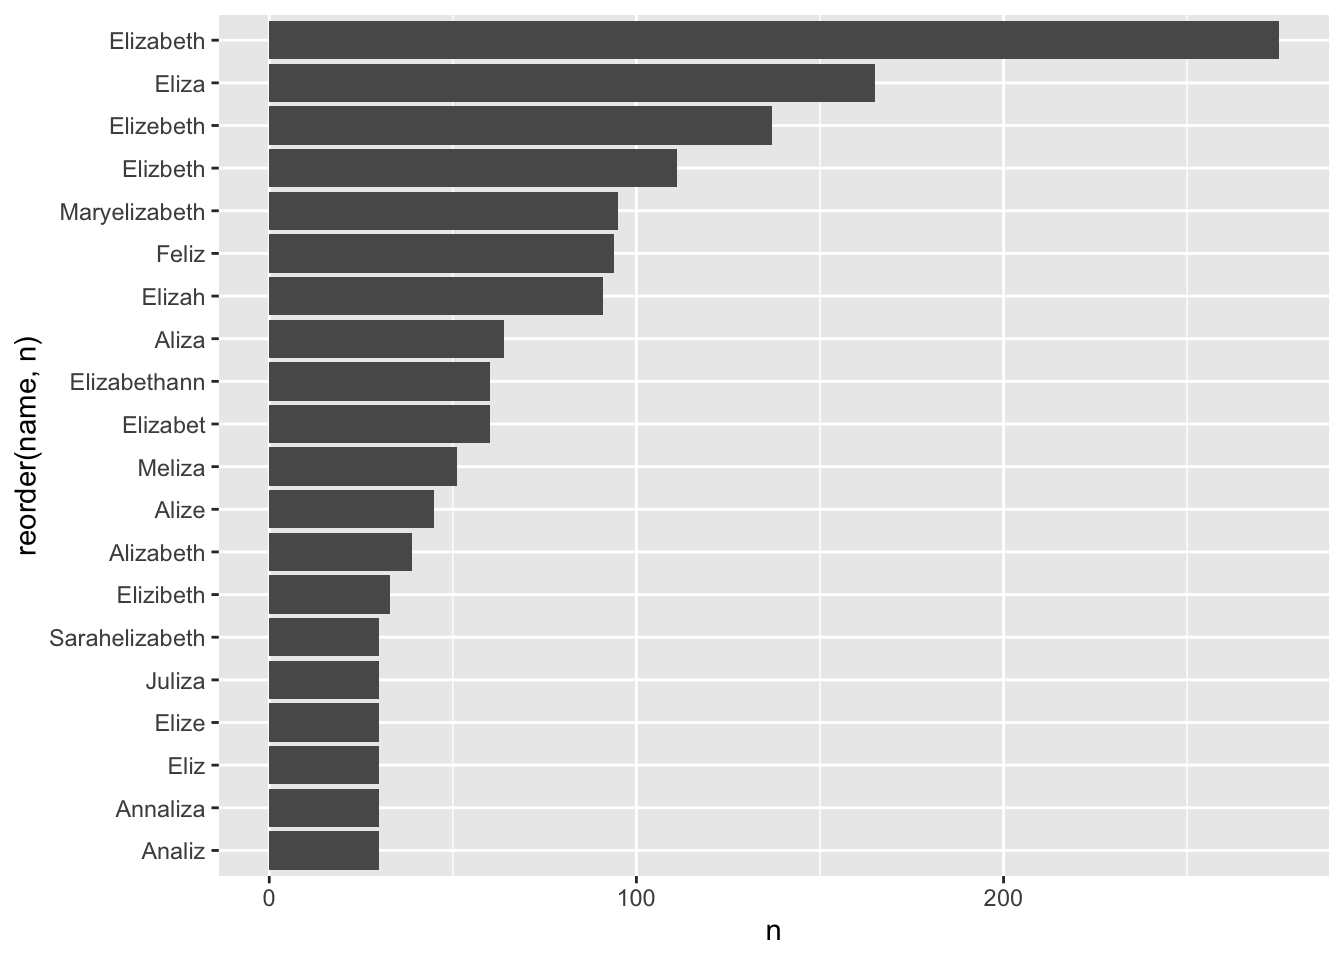 Elizabeth
Eliza
Elizebeth
Elizbeth
Maryelizabeth
Feliz
Elizah
Aliza
Elizabethann
Elizabet
Meliza
Alize
Alizabeth
Elizibeth
Sarahelizabeth
Juliza
Elize
Eliz
Annaliza
Analiz
reorder(name, n)
0 100 200
n